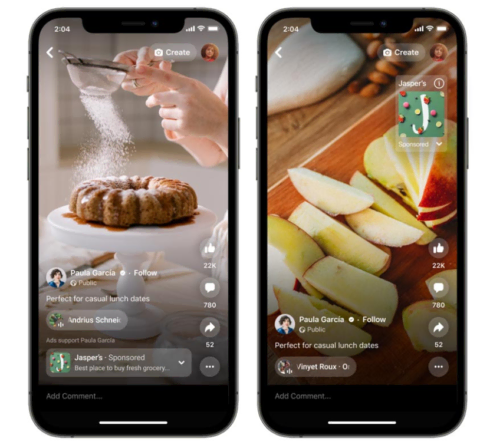 2:04
Create
Paula Garcia · Follow
Public
Perfect for casual lunch dates
Andrius Schnei
Ads support Paula Garcia
Jasper's · Sponsored
Best place to buy fresh grocery...
22K
780
52
Add Comment...
2:04
Create
Jasper's
Sponsored
Paula Garcia · Follow
Public
Perfect for casual lunch dates
Vinyet Roux · O
22K
780
52
Add Comment...